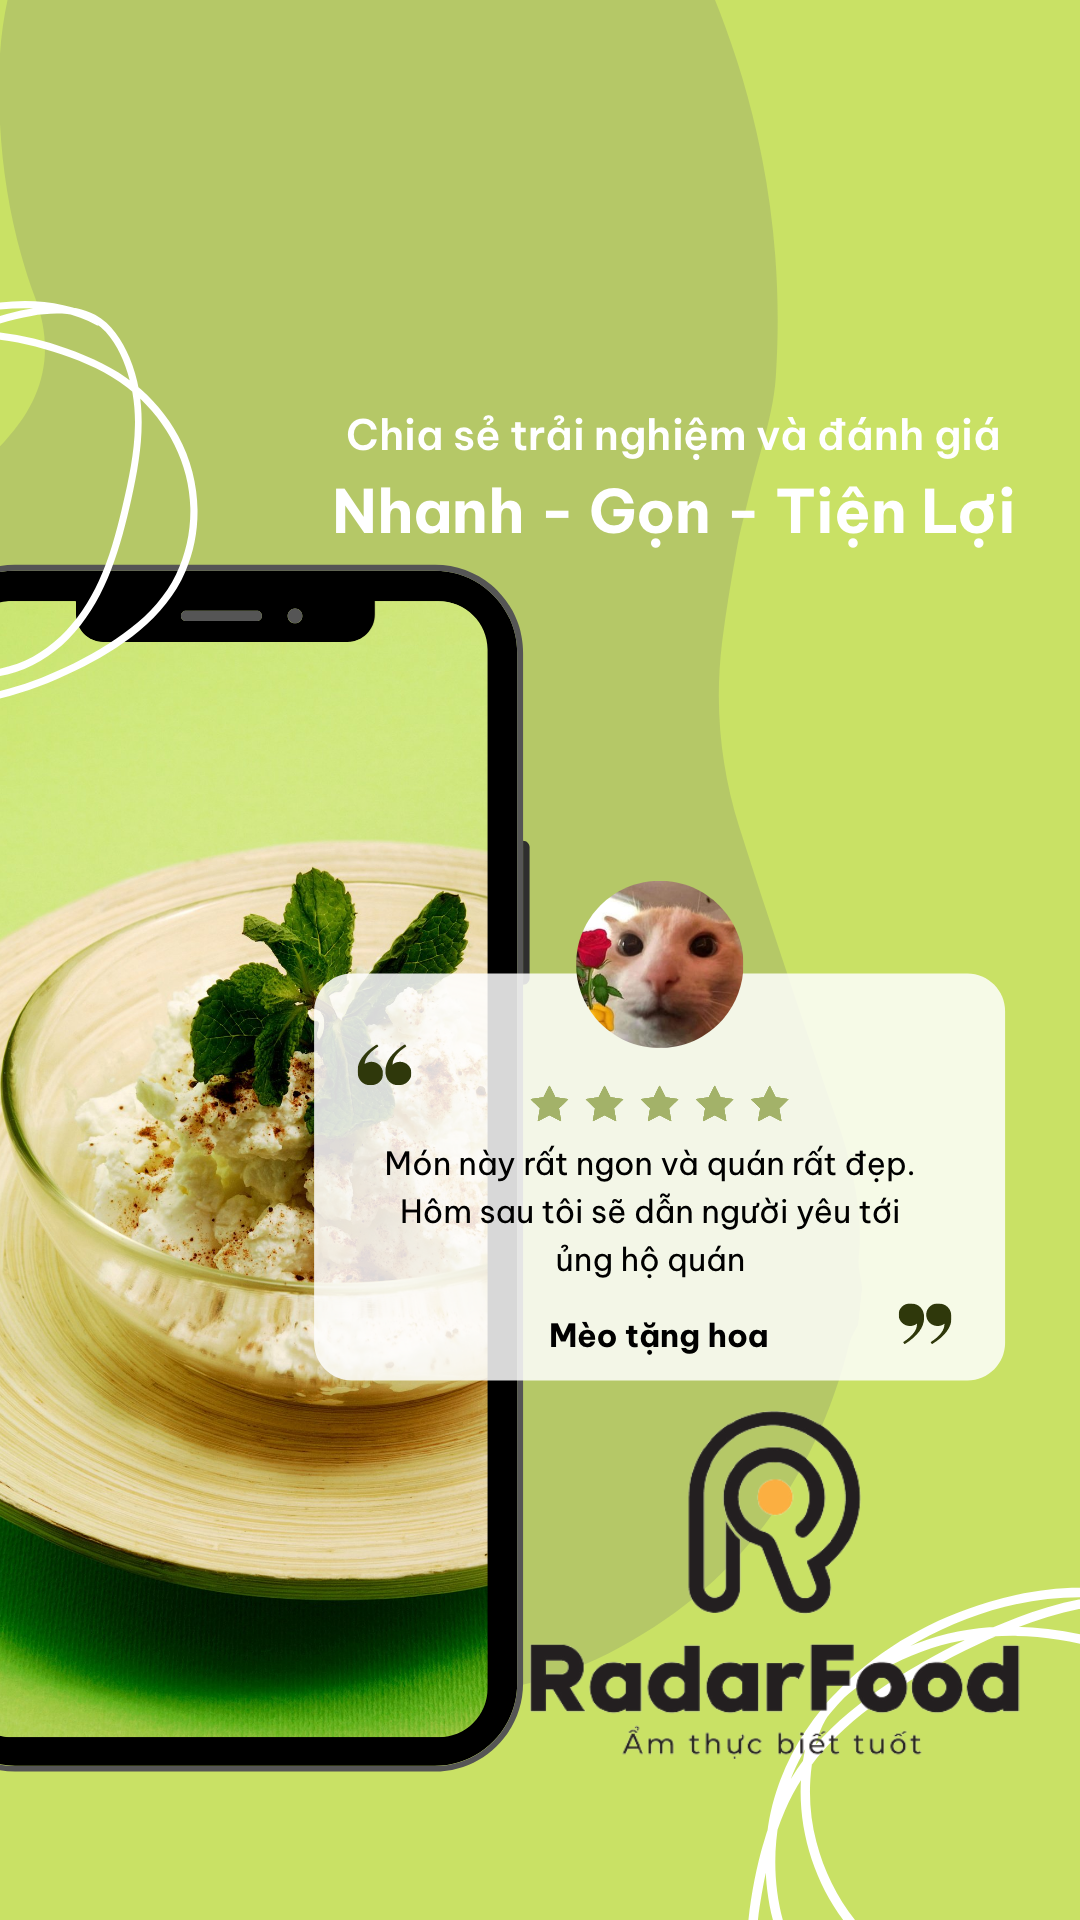 Chia sẻ trải nghiệm và đánh giá
Nhanh - Gọn - Tiện Lợi
“
Món này rất ngon và quán rất đẹp.
Hôm sau tôi sẽ dẫn người yêu tới
ủng hộ quán
Mèo tặng hoa
”
RadarFood
Ẩm thực biết tuốt